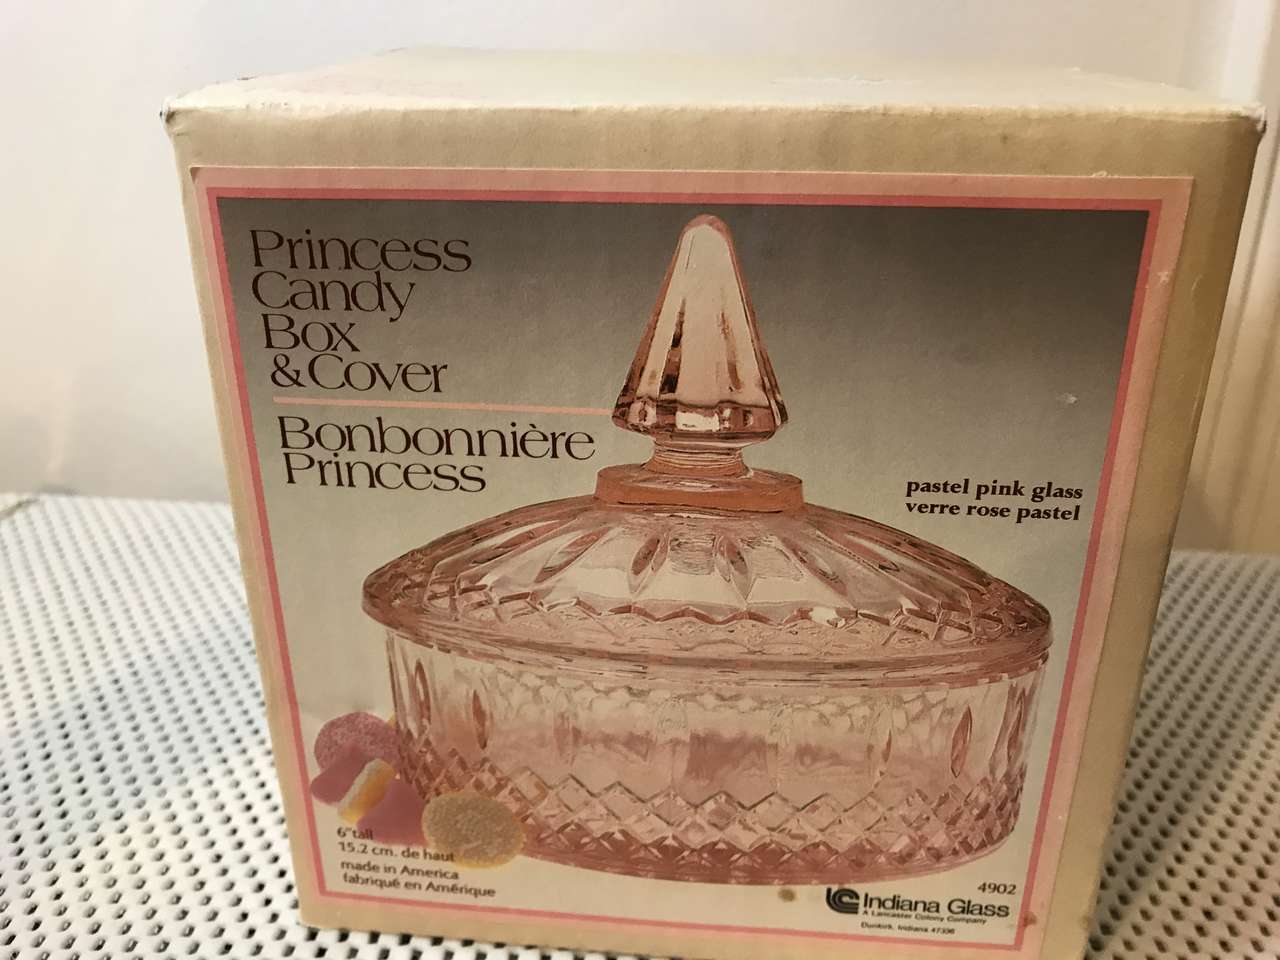 Princess
Candy
Box
& Cover
Bonbonnière
Princess
pastel pink glass
verre rose pastel
6" tall
15.2 cm. de haut
made in America
fabriqué en Amérique
4902
Indiana Glass
A Lancaster Colony Company
Dunkirk, Indiana 47336